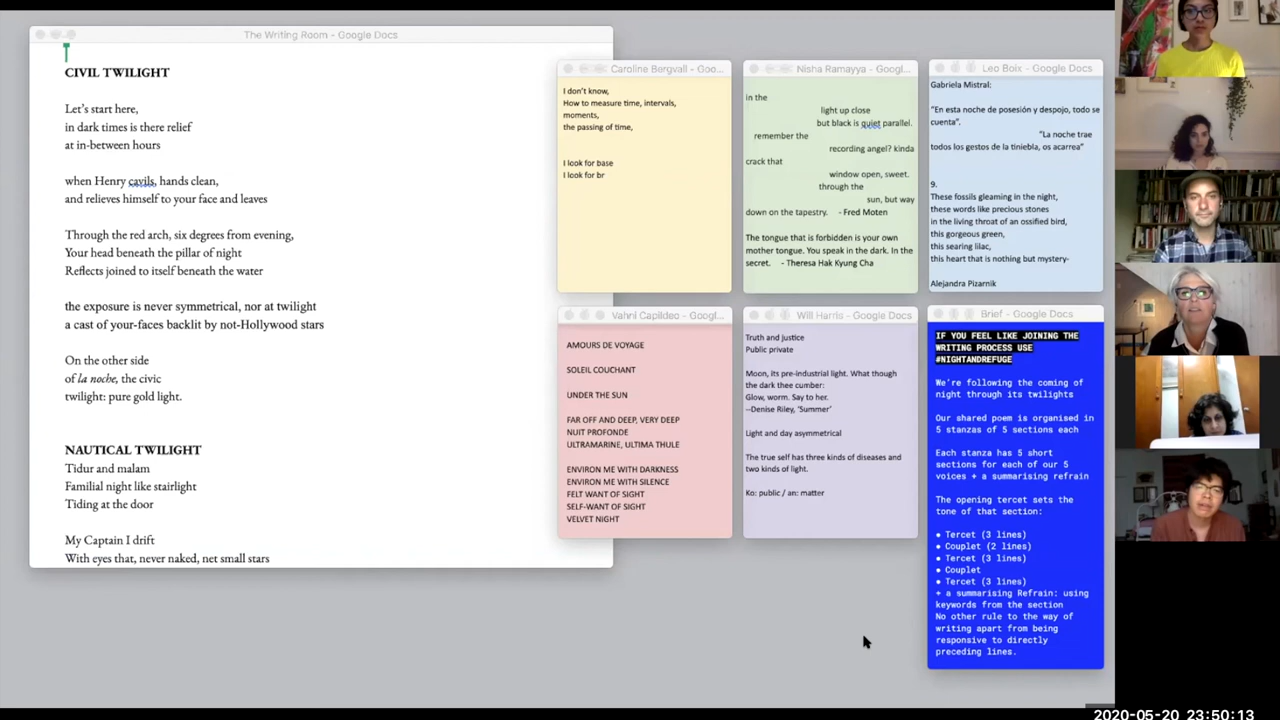 The Writing Room - Google Docs
CIVIL TWILIGHT
Let's start here,
in dark times is there relief
at in-between hours
when Henry cavils, hands clean,
and relieves himself to your face and leaves
Through the red arch, six degrees from evening,
Your head beneath the pillar of night
Reflects joined to itself beneath the water
the exposure is never symmetrical, nor at twilight
a cast of your-faces backlit by not-Hollywood stars
On the other side
of la noche, the civic
twilight: pure gold light.
NAUTICAL TWILIGHT
Tidur and malam
Familial night like stairlight
Tiding at the door
My Captain I drift
With eyes that, never naked, net small stars
Caroline Bergvall - Goo...
I don't know,
How to measure time, intervals,
moments,
the passing of time,
I look for base
I look for br
Nisha Ramayya - Googl...
in the
light up close
but black is quiet parallel.
remember the
recording angel? kinda
crack that
window open, sweet.
through the
sun, but way
down on the tapestry. - Fred Moten
The tongue that is forbidden is your own
mother tongue. You speak in the dark. In the
secret. - Theresa Hak Kyung Cha
Leo Boix - Google Docs
Gabriela Mistral:
"En esta noche de posesión y despojo, todo se
cuenta".
"La noche trae
todos los gestos de la tiniebla, os acarrea"
9.
These fossils gleaming in the night,
these words like precious stones
in the living throat of an ossified bird,
this gorgeous green,
this searing lilac,
this heart that is nothing but mystery-
Alejandra Pizarnik
Vahni Capildeo - Googl...
AMOURS DE VOYAGE
SOLEIL COUCHANT
UNDER THE SUN
FAR OFF AND DEEP, VERY DEEP
NUIT PROFONDE
ULTRAMARINE, ULTIMA THULE
ENVIRON ME WITH DARKNESS
ENVIRON ME WITH SILENCE
FELT WANT OF SIGHT
SELF-WANT OF SIGHT
VELVET NIGHT
Will Harris - Google Docs
Truth and justice
Public private
Moon, its pre-industrial light. What though
the dark thee cumber:
Glow, worm. Say to her.
--Denise Riley, 'Summer'
Light and day asymmetrical
The true self has three kinds of diseases and
two kinds of light.
Ko: public / an: matter
Brief - Google Docs
IF YOU FEEL LIKE JOINING THE
WRITING PROCESS USE
#NIGHTANDREFUGE
We're following the coming of
night through its twilights
Our shared poem is organised in
5 stanzas of 5 sections each
Each stanza has 5 short
sections for each of our 5
voices + a summarising refrain
The opening tercet sets the
tone of that section:
● Tercet (3 lines)
● Couplet (2 lines)
● Tercet (3 lines)
● Couplet
● Tercet (3 lines)
+ a summarising Refrain: using
keywords from the section
No other rule to the way of
writing apart from being
responsive to directly
preceding lines.
2020-05-20 23:50:13